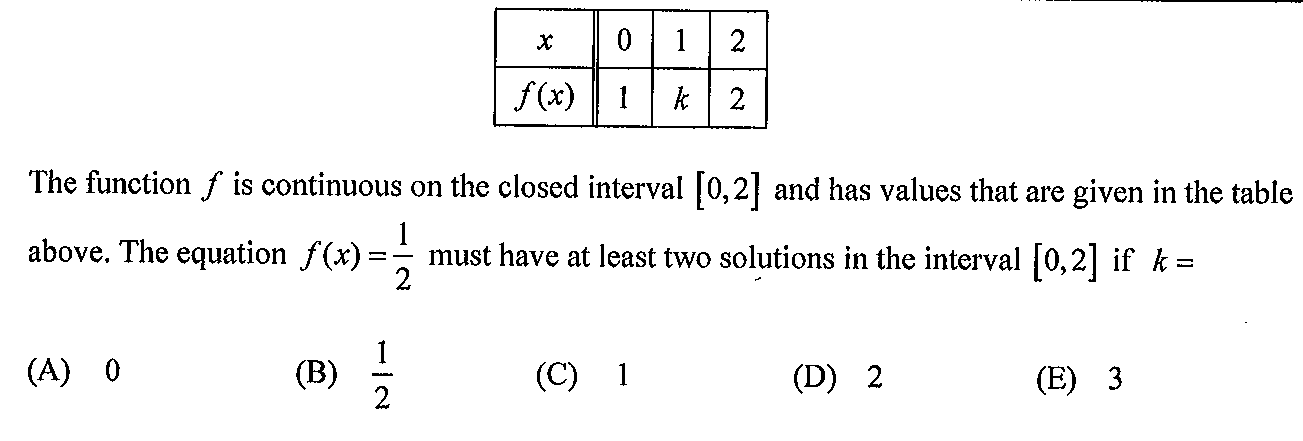 x 0 1 2
f(x) 1 k 2
The function f is continuous on the closed interval [0,2] and has values that are given in the table
above. The equation f(x) = 1/2 must have at least two solutions in the interval [0,2] if k =
(A) 0 (B) 1/2 (C) 1 (D) 2 (E) 3